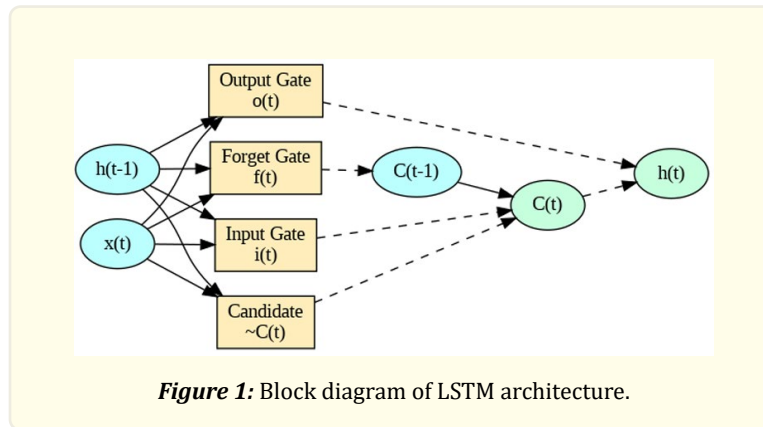 Output Gate
o(t)
h(t-1)
Forget Gate
f(t)
C(t-1)
h(t)
C(t)
x(t)
Input Gate
i(t)
Candidate
~C(t)
Figure 1: Block diagram of LSTM architecture.